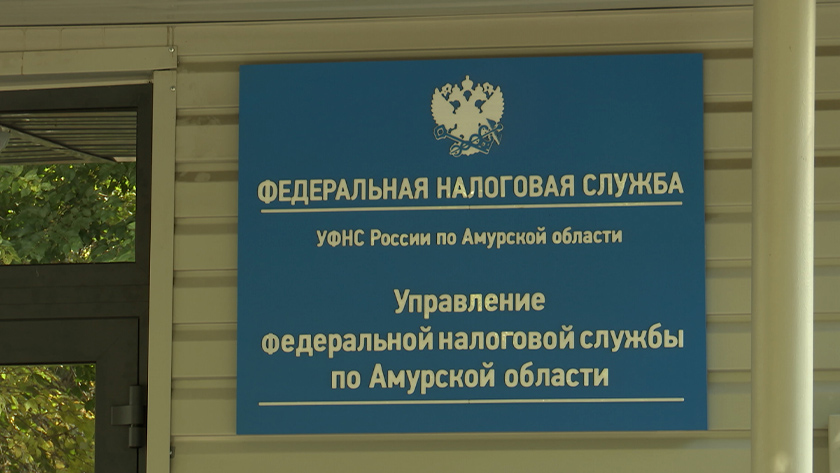 ФЕДЕРАЛЬНАЯ НАЛОГОВАЯ СЛУЖБА
УФНС России по Амурской области
Управление
Федеральной налоговой службы
по Амурской области